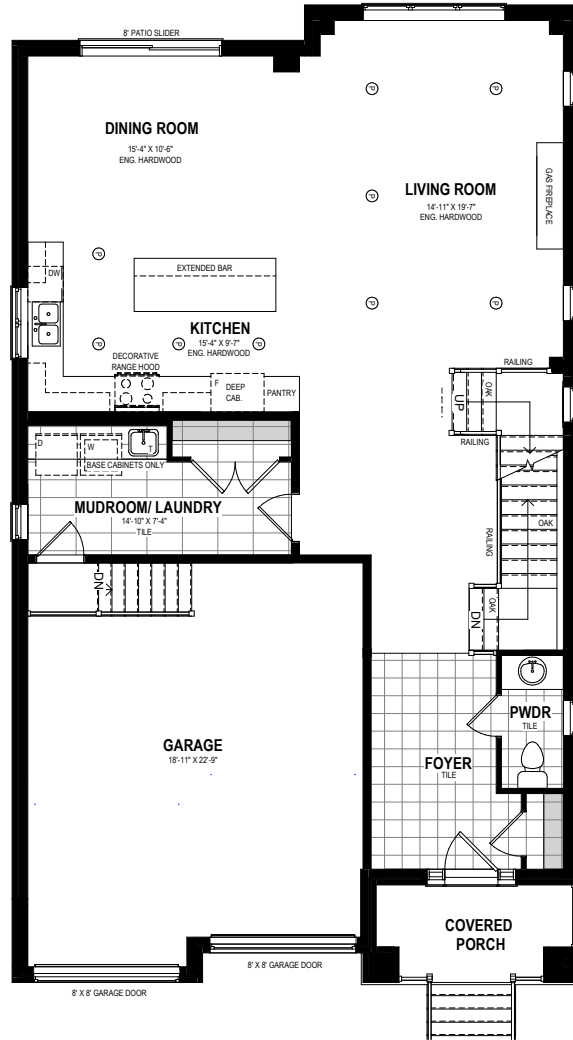 8' PATIO SLIDER
DINING ROOM
15'-4" X 10'-6"
ENG. HARDWOOD
P
P
LIVING ROOM
14'-11" X 19'-7"
ENG. HARDWOOD
GAS FIREPLACE
P
P
P
P
DW
EXTENDED BAR
KITCHEN
15'-4" X 9'-7"
ENG. HARDWOOD
P
P
P
DECORATIVE
RANGE HOOD
F
DEEP
CAB.
PANTRY
RAILING
UP
OAK
RAILING
D
W
T
BASE CABINETS ONLY
MUDROOM/ LAUNDRY
14'-10" X 7'-4"
TILE
OAK
RAILING
DN
OAK
DN
PWDR
TILE
GARAGE
18'-11" X 22'-9"
FOYER
TILE
COVERED
PORCH
8' X 8' GARAGE DOOR
8' X 8' GARAGE DOOR